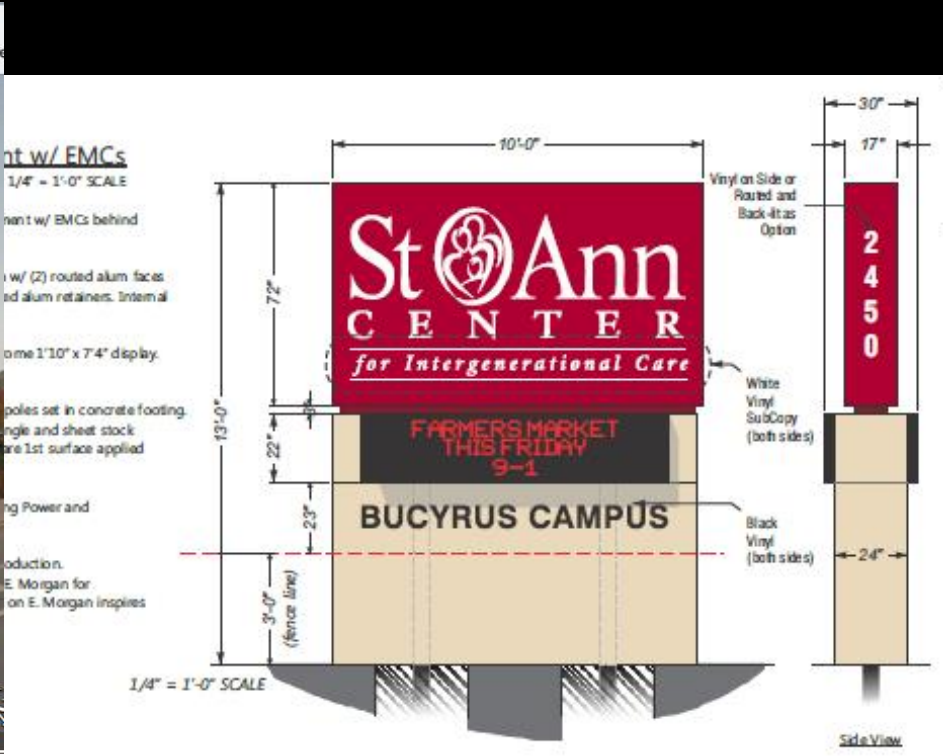 nt w/ EMCs
1/4" = 1'-0" SCALE
ment w/ EMCs behind
w/ (2) routed alum faces
ed alum retainers. Internal
ome 1'10" x 7'4" display.
poles set in concrete footing.
ngle and sheet stock
are 1st surface applied
ng Power and
oduction.
E. Morgan for
on E. Morgan inspires
1/4" = 1'-0" SCALE
10'-0"
13'-0"
72"
22"
23"
3'-0"
(fence line)
St Ann
CENTER
for Intergenerational Care
FARMERS MARKET
THIS FRIDAY
9-1
BUCYRUS CAMPUS
Vinyl on Side or
Routed and
Back-lit as
Option
White
Vinyl
SubCopy
(both sides)
Black
Vinyl
(both sides)
30"
17"
2
4
5
0
24"
Side View